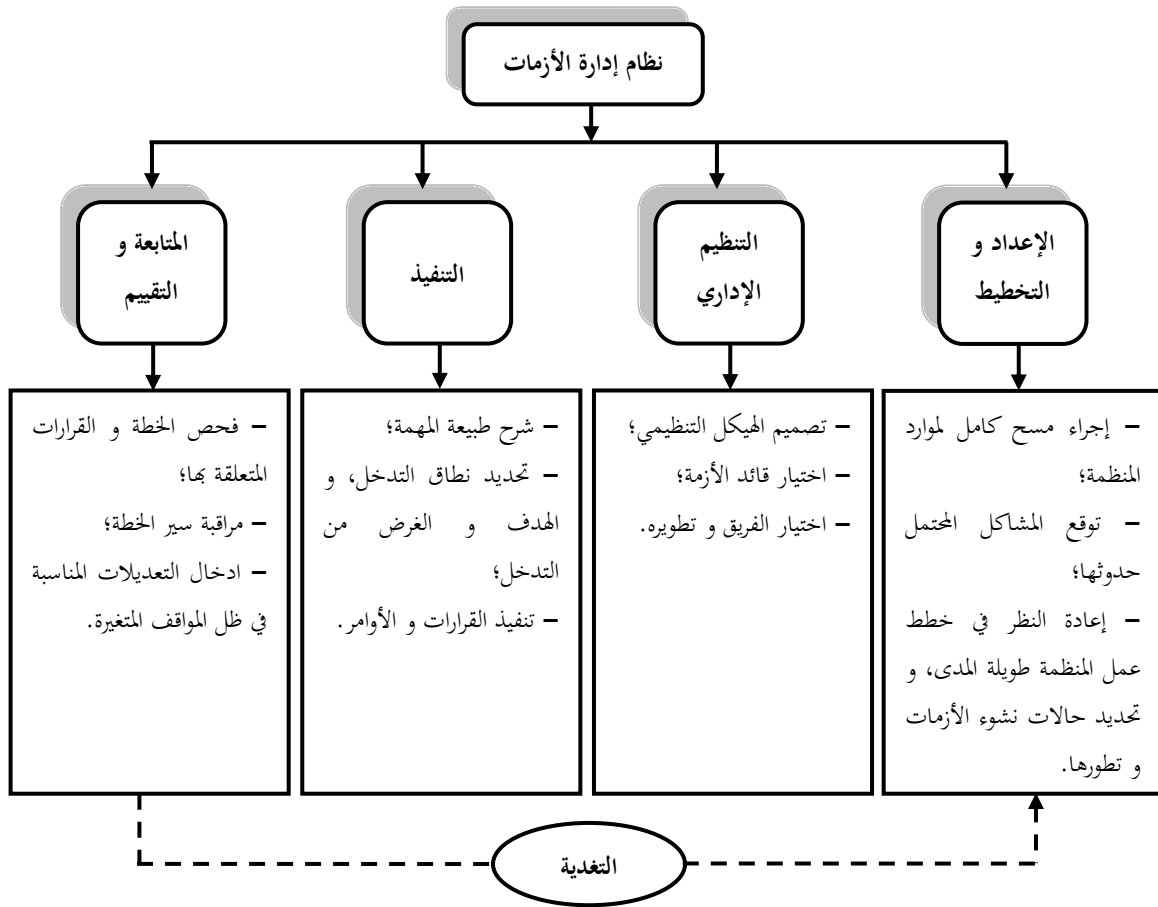 نظام إدارة الأزمات
الإعداد و
التخطيط
التنظيم
الإداري
التنفيذ
المتابعة و
التقييم
– إجراء مسح كامل لموارد
المنظمة؛
– توقع المشاكل المحتمل
حدوثها؛
– إعادة النظر في خطط
عمل المنظمة طويلة المدى، و
تحديد حالات نشوء الأزمات
و تطورها.
– تصميم الهيكل التنظيمي؛
– اختيار قائد الأزمة؛
– اختيار الفريق و تطويره.
– شرح طبيعة المهمة؛
– تحديد نطاق التدخل، و
الهدف و الغرض من
التدخل؛
– تنفيذ القرارات و الأوامر.
– فحص الخطة و القرارات
المتعلقة بها؛
– مراقبة سير الخطة؛
– ادخال التعديلات المناسبة
في ظل المواقف المتغيرة.
التغدية